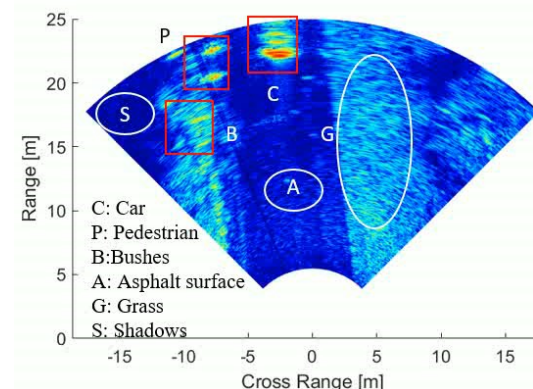 25
20
15
10
5
0
Range [m]
P
S
C
B
G
A
C: Car
P: Pedestrian
B:Bushes
A: Asphalt surface
G: Grass
S: Shadows
-15 -10 -5 0 5 10 15
Cross Range [m]